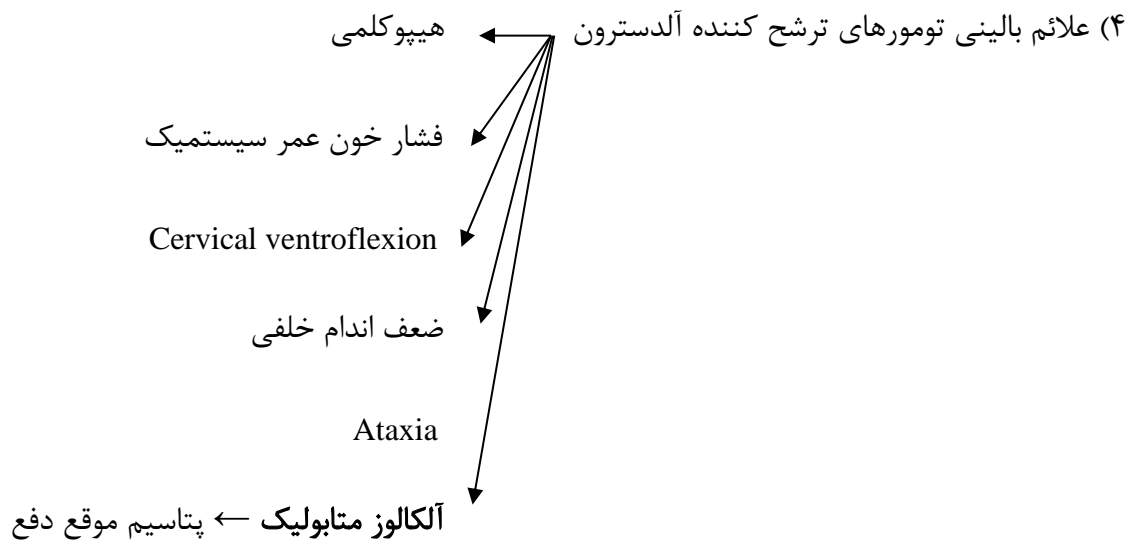 ۴) علائم بالینی تومورهای ترشح کننده آلدسترون ← هیپوکلمی
فشار خون عمر سیستمیک
Cervical ventroflexion
ضعف اندام خلفی
Ataxia
آلکالوز متابولیک ← پتاسیم موقع دفع